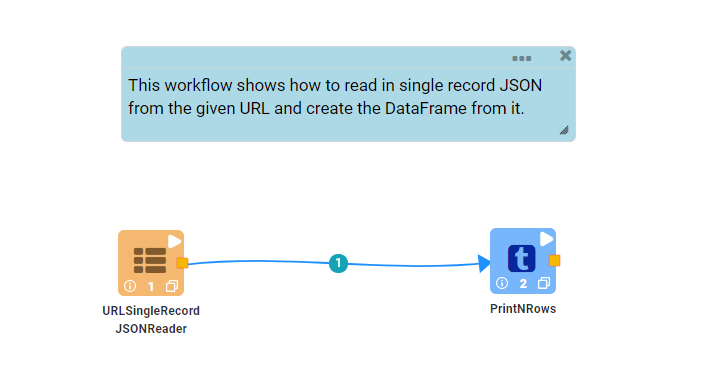 This workflow shows how to read in single record JSON
from the given URL and create the DataFrame from it.
1
1
t
2
URLSingleRecord
JSONReader
PrintNRows